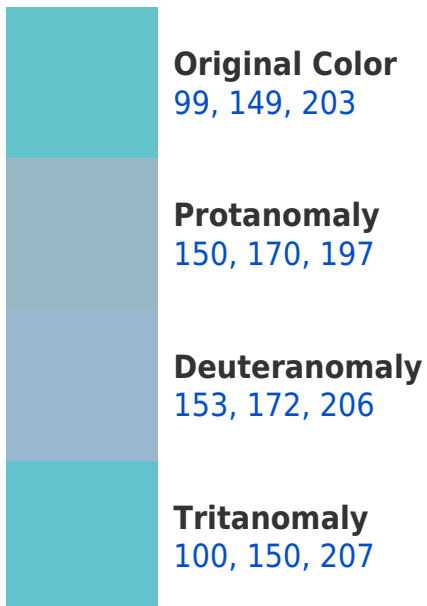 Original Color
99, 149, 203
Protanomaly
150, 170, 197
Deuteranomaly
153, 172, 206
Tritanomaly
100, 150, 207